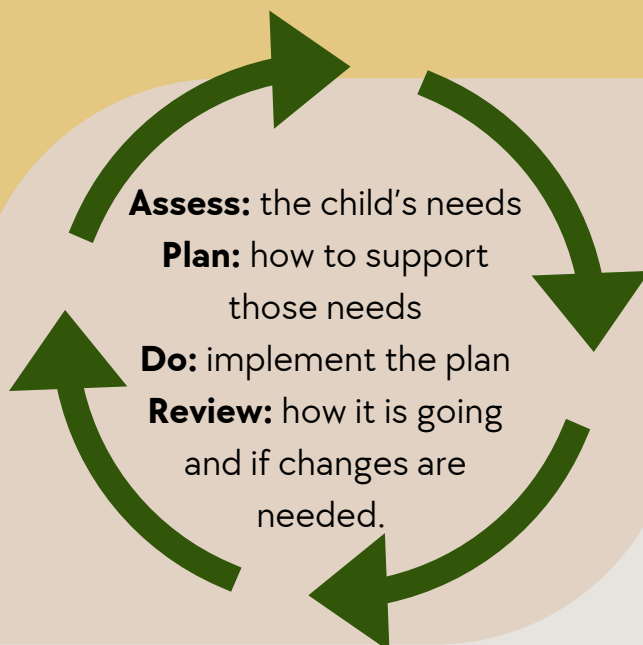 Assess: the child's needs
Plan: how to support
those needs
Do: implement the plan
Review: how it is going
and if changes are
needed.